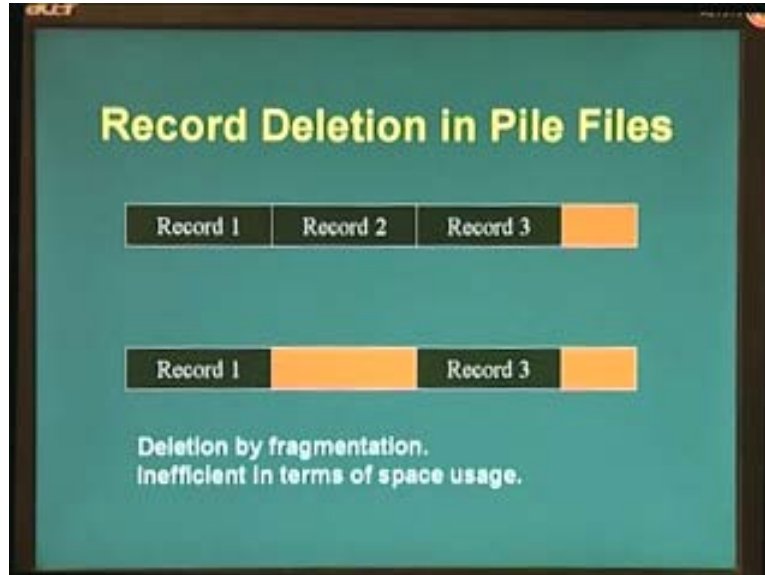 acer
Record Deletion in Pile Files
Record 1 Record 2 Record 3
Record 1 Record 3
Deletion by fragmentation.
Inefficient in terms of space usage.